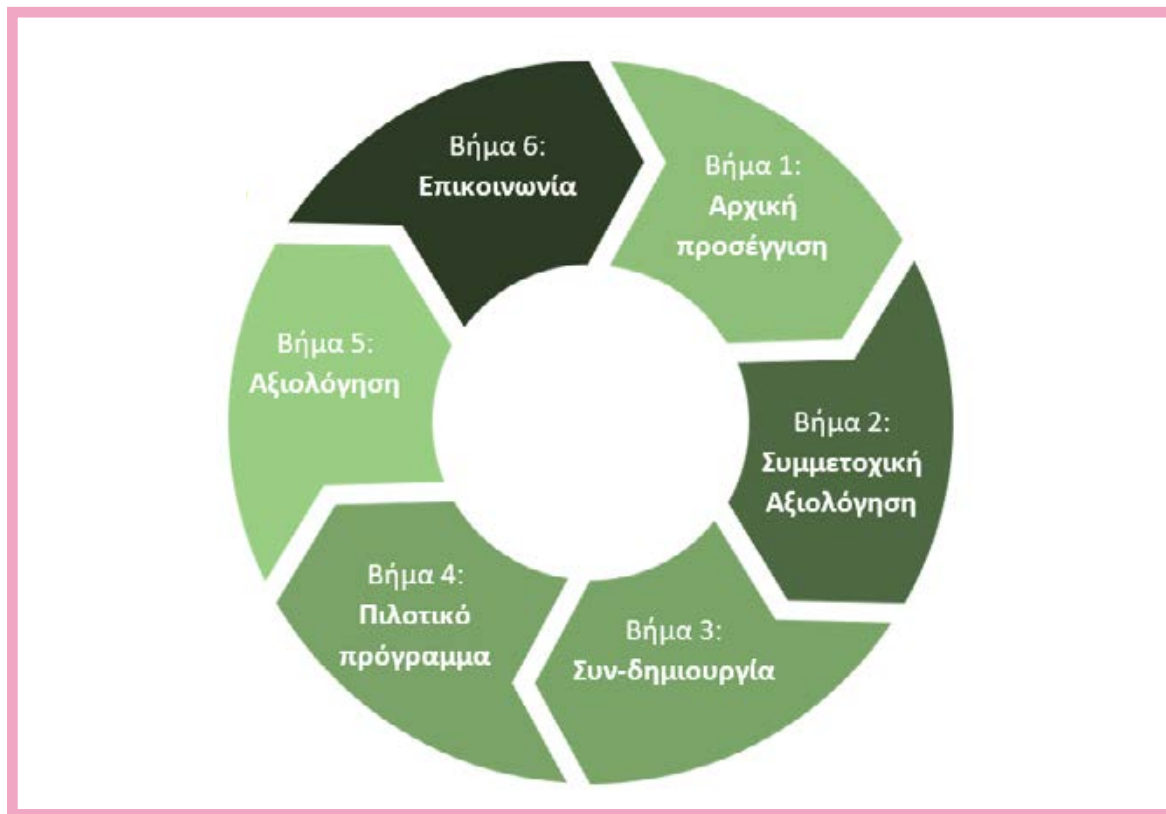 Βήμα 1:
Αρχική
προσέγγιση
Βήμα 2:
Συμμετοχική
Αξιολόγηση
Βήμα 3:
Συν-δημιουργία
Βήμα 4:
Πιλοτικό
πρόγραμμα
Βήμα 5:
Αξιολόγηση
Βήμα 6:
Επικοινωνία